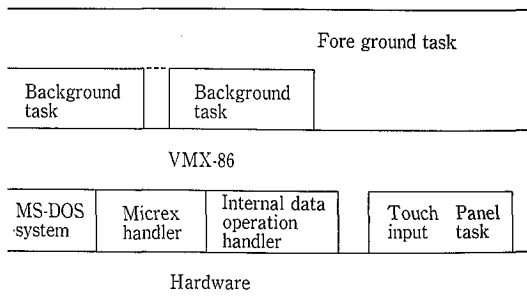 Fore ground task
Background
task
Background
task
VMX-86
MS-DOS
system
Micrex
handler
Internal data
operation
handler
Touch Panel
input task
Hardware